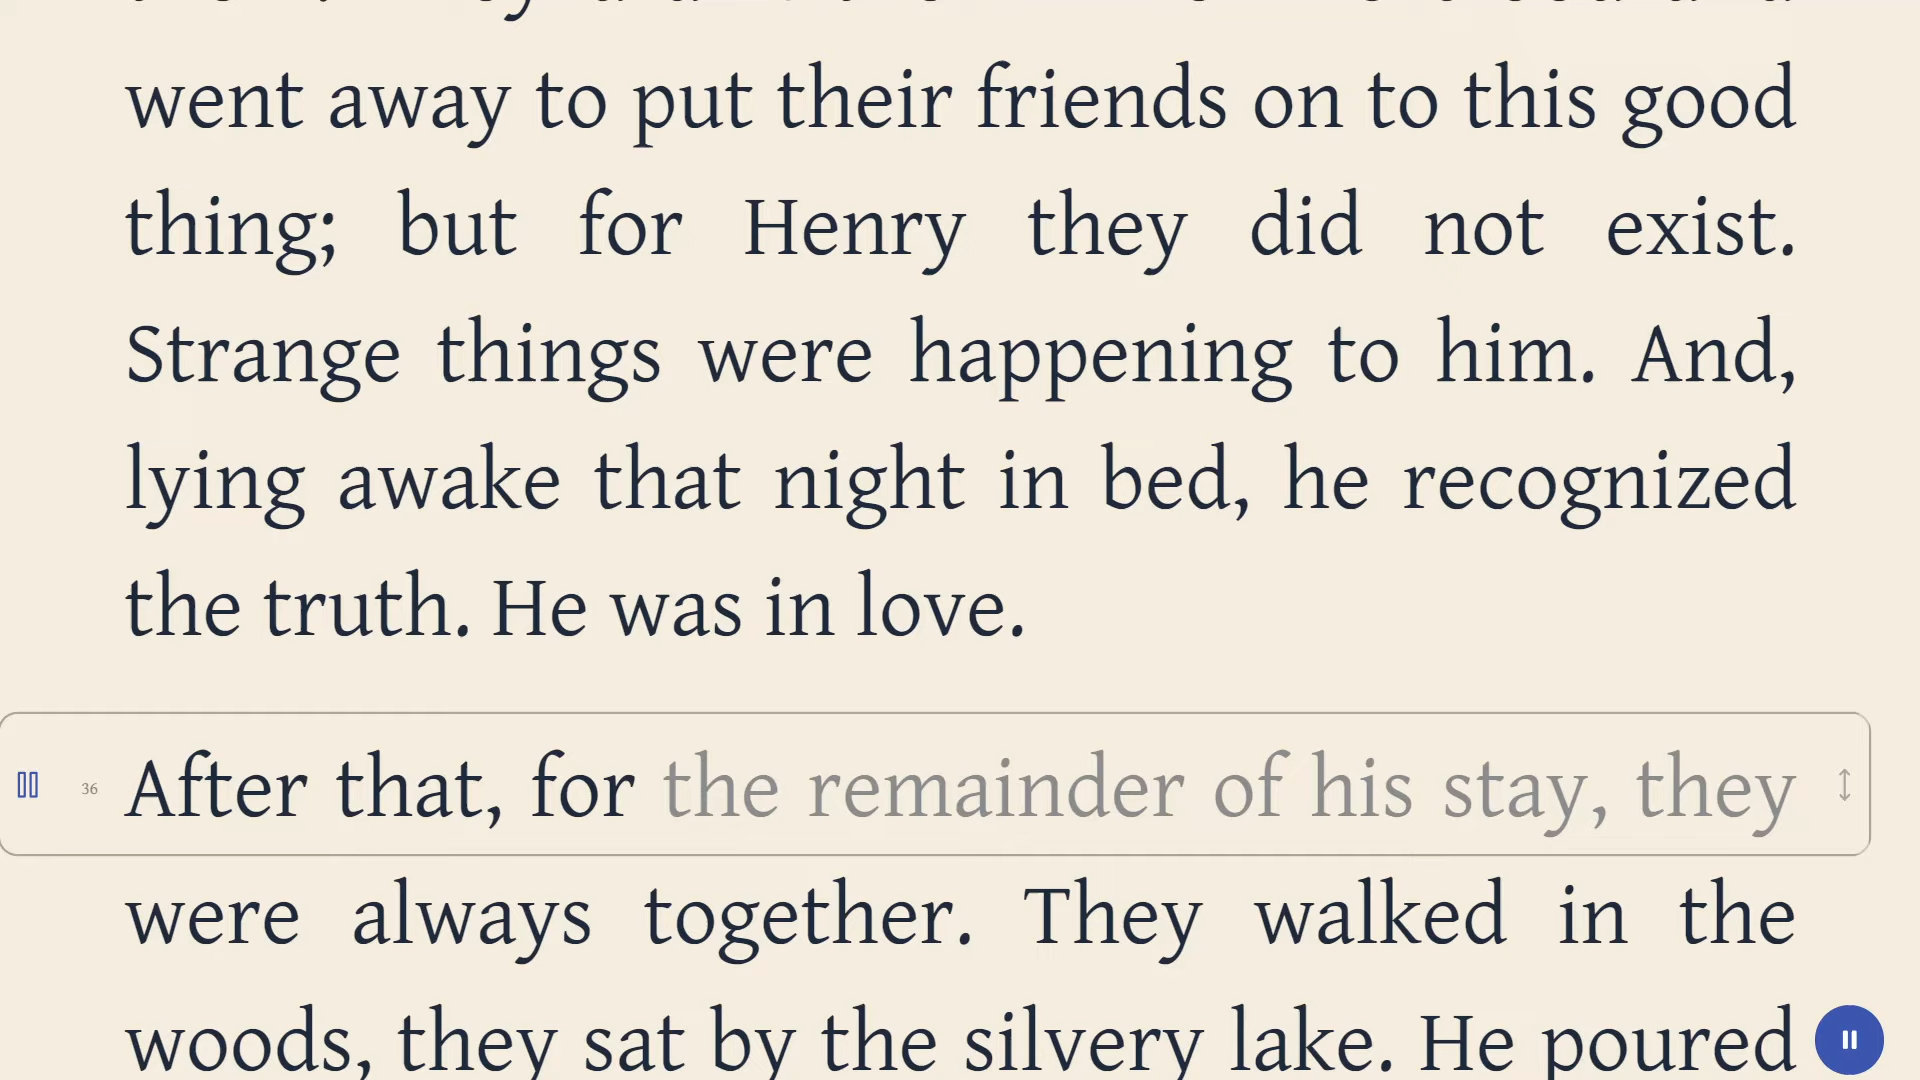 went away to put their friends on to this good
thing; but for Henry they did not exist.
Strange things were happening to him. And,
lying awake that night in bed, he recognized
the truth. He was in love.
36
After that, for the remainder of his stay, they
were always together. They walked in the
woods, they sat by the silvery lake. He poured